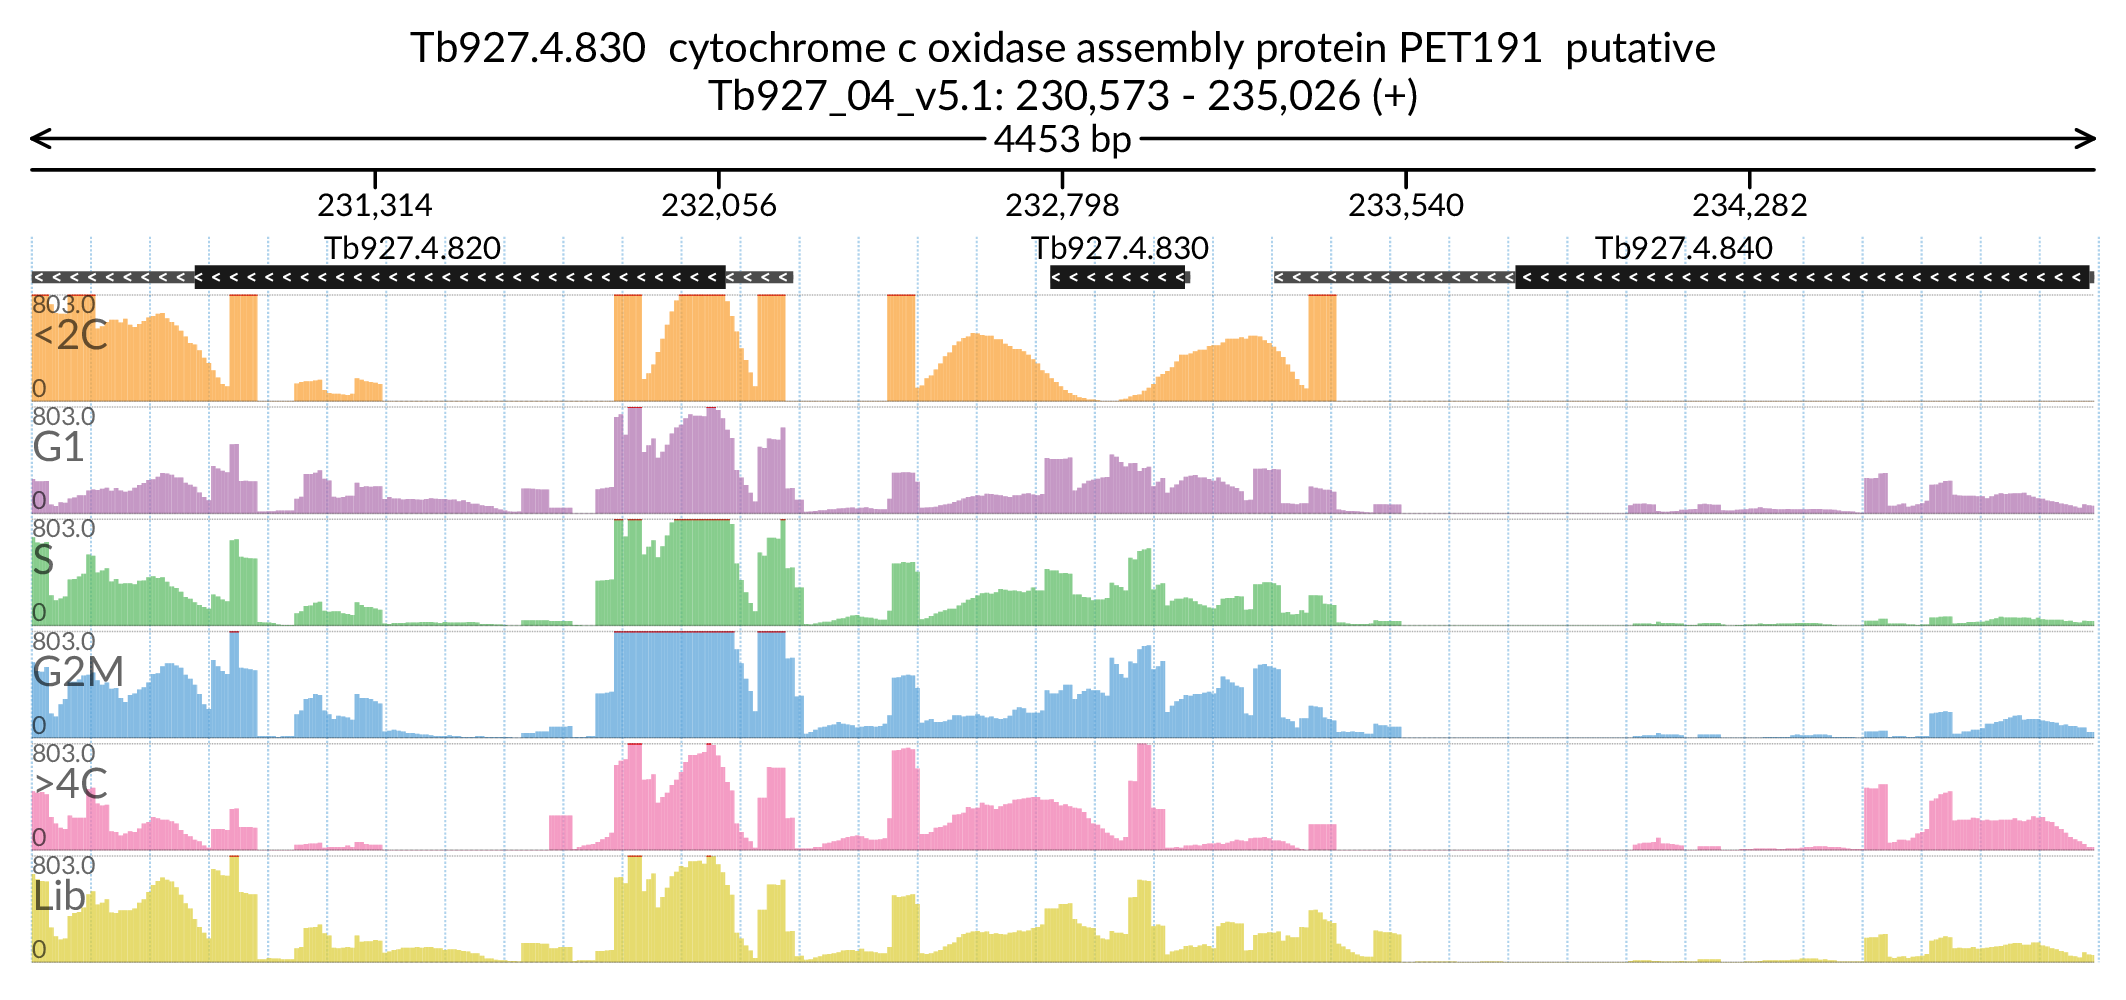 Tb927.4.830  cytochrome c oxidase assembly protein PET191  putative
Tb927_04_v5.1: 230,573 - 235,026 (+)
4453 bp
231,314 232,056 232,798 233,540 234,282
Tb927.4.820 Tb927.4.830 Tb927.4.840
803.0
<2C
0
803.0
G1
0
803.0
S
0
803.0
G2M
0
803.0
>4C
0
803.0
Lib
0